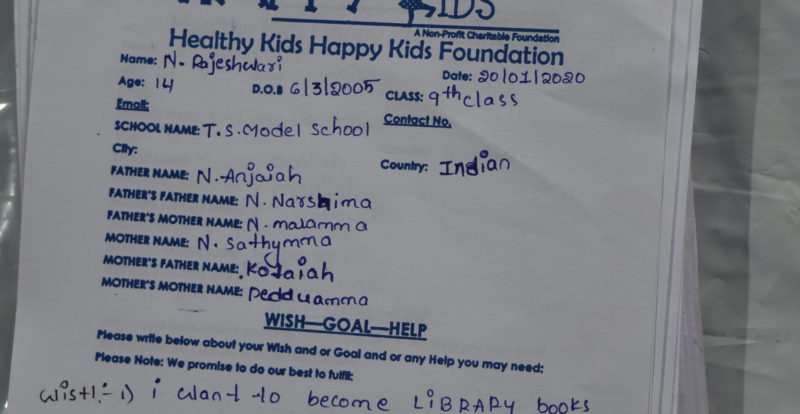 KIDS
A Non-Profit Charitable Foundation
Healthy Kids Happy Kids Foundation
Name: N. Rajeshwari
Date: 20/01/2020
Age: 14 D.O.B 6/3/2005 CLASS: 9th class
Email: Contact No.
SCHOOL NAME: T.S. Model School
City: Country: Indian
FATHER NAME: N. Anjaiah
FATHER'S FATHER NAME: N. Narshima
FATHER'S MOTHER NAME: N. malamma
MOTHER NAME: N. Sathymma
MOTHER'S FATHER NAME: Kotaiah
MOTHER'S MOTHER NAME: Pedduamma
WISH—GOAL—HELP
Please write below about your Wish and or Goal and or any Help you may need:
Please Note: We promise to do our best to fulfil:
wish:- 1) i want to become LiBRARY books